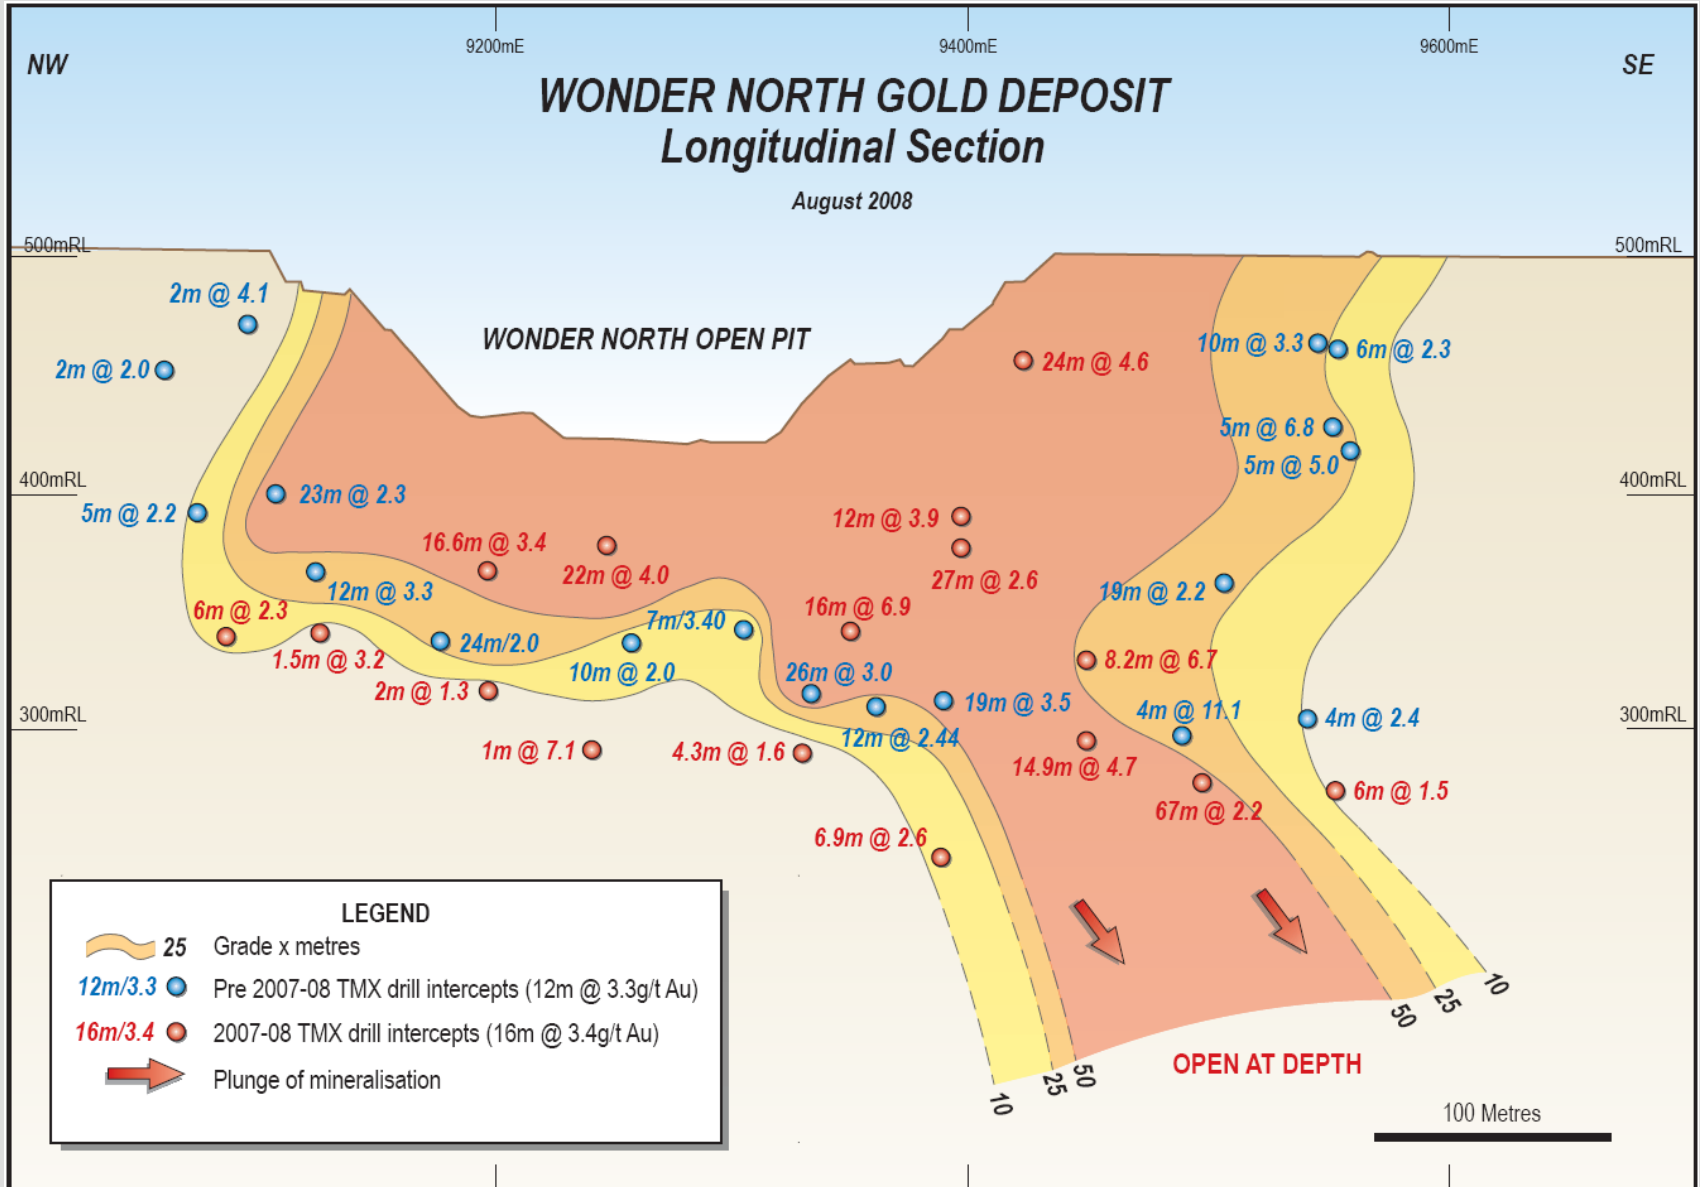 9200mE
9400mE
9600mE
NW
SE
WONDER NORTH GOLD DEPOSIT
Longitudinal Section
August 2008
500mRL
500mRL
2m @ 4.1
WONDER NORTH OPEN PIT
10m @ 3.3
6m @ 2.3
2m @ 2.0
24m @ 4.6
5m @ 6.8
5m @ 5.0
400mRL
400mRL
23m @ 2.3
5m @ 2.2
12m @ 3.9
16.6m @ 3.4
22m @ 4.0
27m @ 2.6
12m @ 3.3
19m @ 2.2
6m @ 2.3
16m @ 6.9
7m/3.40
24m/2.0
1.5m @ 3.2
8.2m @ 6.7
10m @ 2.0
26m @ 3.0
2m @ 1.3
19m @ 3.5
4m @ 11.1
300mRL
300mRL
4m @ 2.4
12m @ 2.44
1m @ 7.1
4.3m @ 1.6
14.9m @ 4.7
6m @ 1.5
67m @ 2.2
6.9m @ 2.6
LEGEND
25 Grade x metres
12m/3.3 Pre 2007-08 TMX drill intercepts (12m @ 3.3g/t Au)
16m/3.4 2007-08 TMX drill intercepts (16m @ 3.4g/t Au)
Plunge of mineralisation
10
25
50
50
25
10
OPEN AT DEPTH
100 Metres